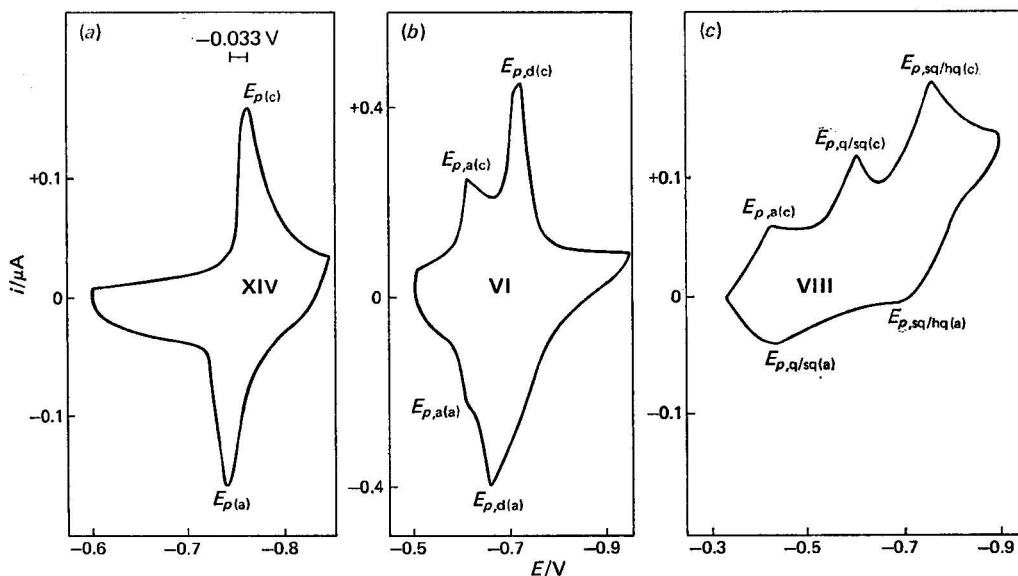 (a)
−0.033 V
E_p(c)
i/μA
+0.1
0
−0.1
XIV
E_p(a)
−0.6
−0.7
−0.8
(b)
E_p,d(c)
+0.4
E_p,a(c)
0
VI
E_p,a(a)
−0.4
E_p,d(a)
−0.5
−0.7
−0.9
E/V
(c)
E_p,sq/hq(c)
E_p,q/sq(c)
+0.1
E_p,a(c)
0
VIII
E_p,sq/hq(a)
E_p,q/sq(a)
−0.1
−0.3
−0.5
−0.7
−0.9